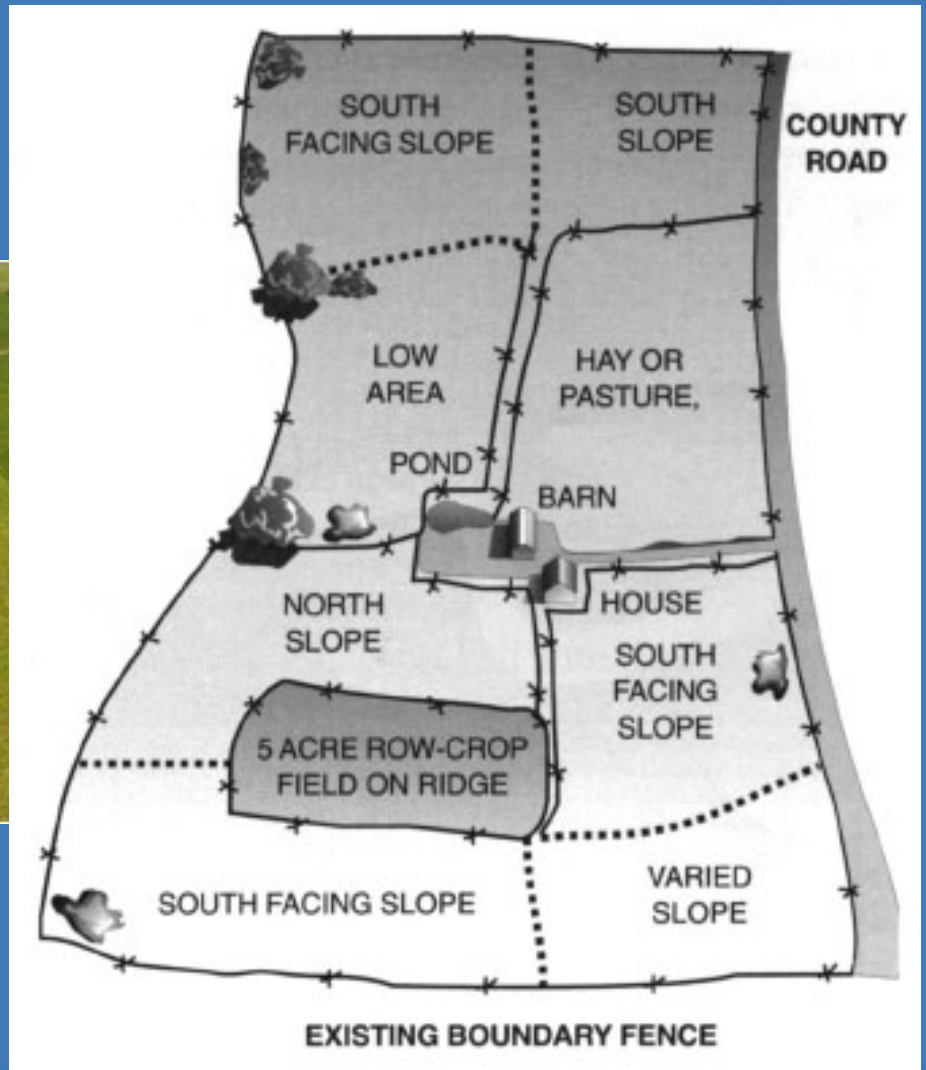 SOUTH
FACING SLOPE
SOUTH
SLOPE
COUNTY
ROAD
LOW
AREA
HAY OR
PASTURE,
POND
BARN
NORTH
SLOPE
HOUSE
SOUTH
FACING
SLOPE
5 ACRE ROW-CROP
FIELD ON RIDGE
SOUTH FACING SLOPE
VARIED
SLOPE
EXISTING BOUNDARY FENCE